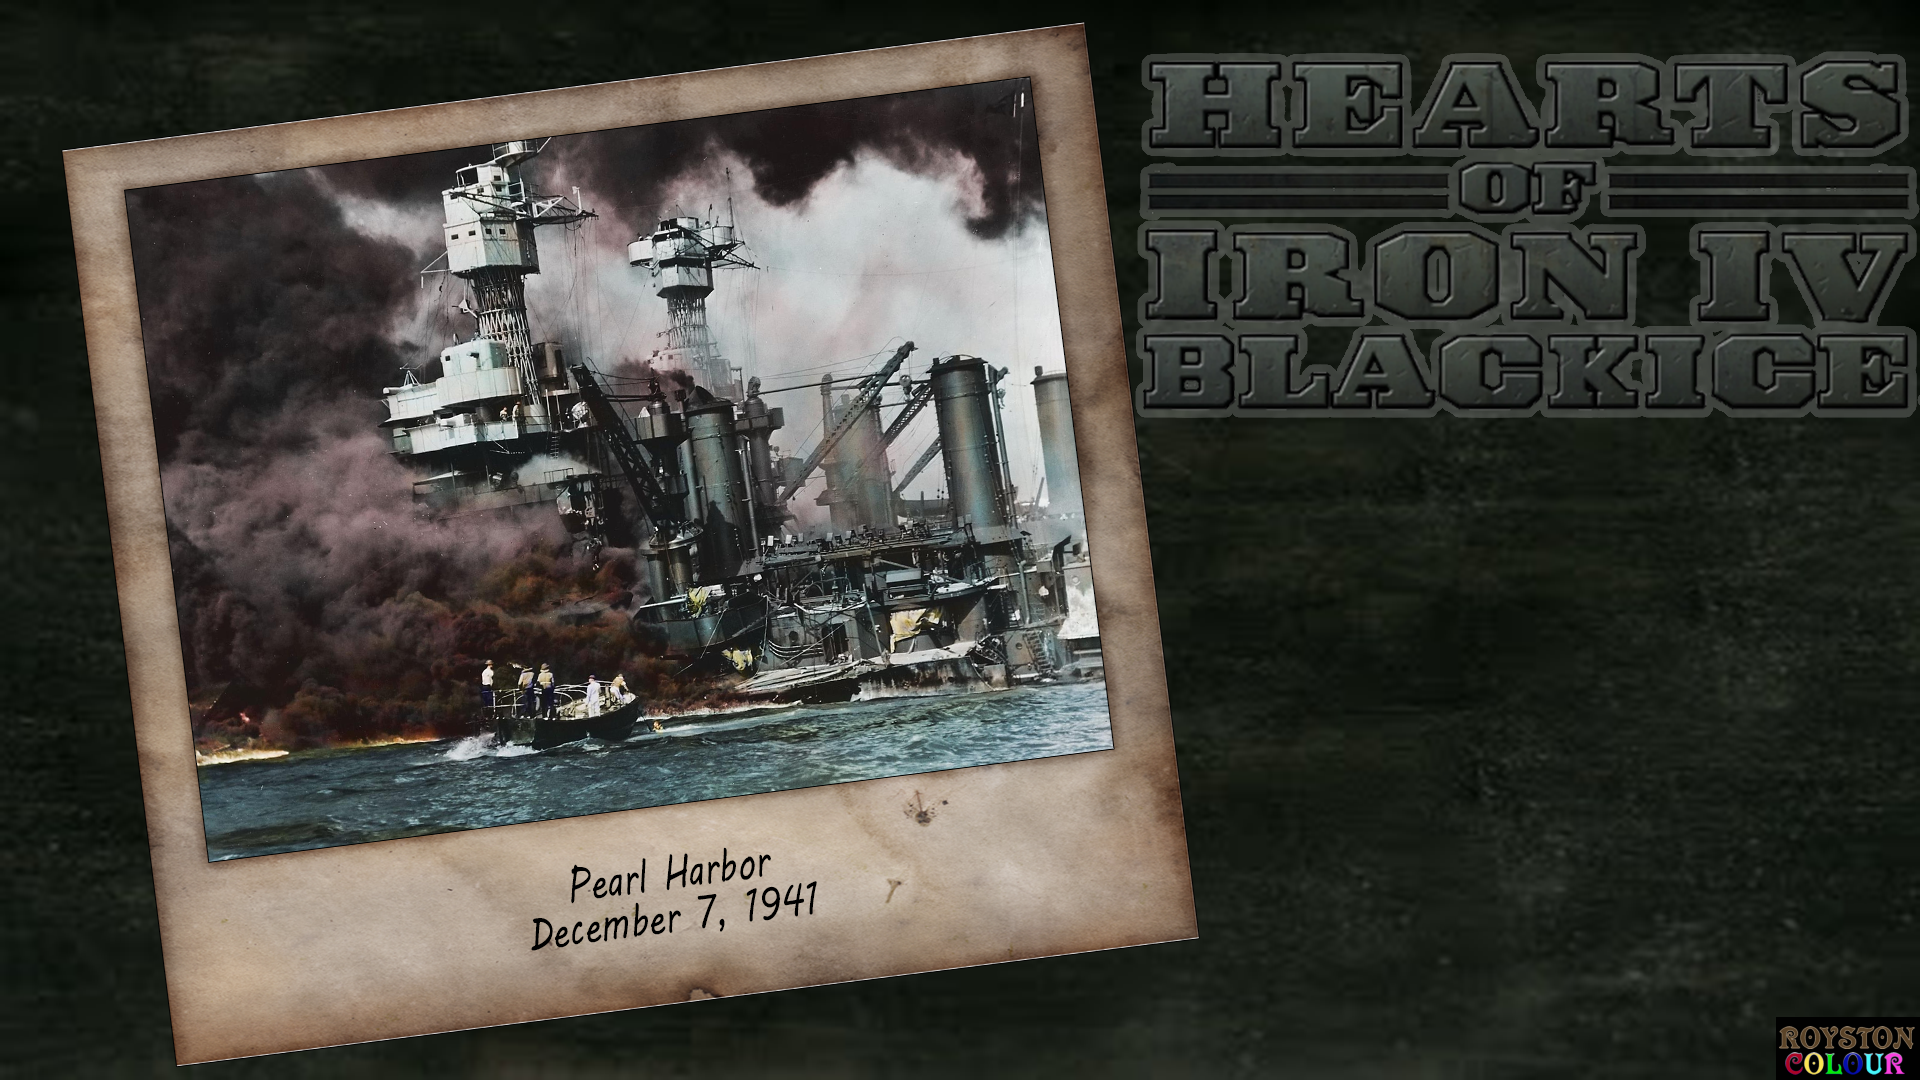 HEARTS
OF
IRON IV
BLACKICE
Pearl Harbor
December 7, 1941
ROYSTON
COLOUR